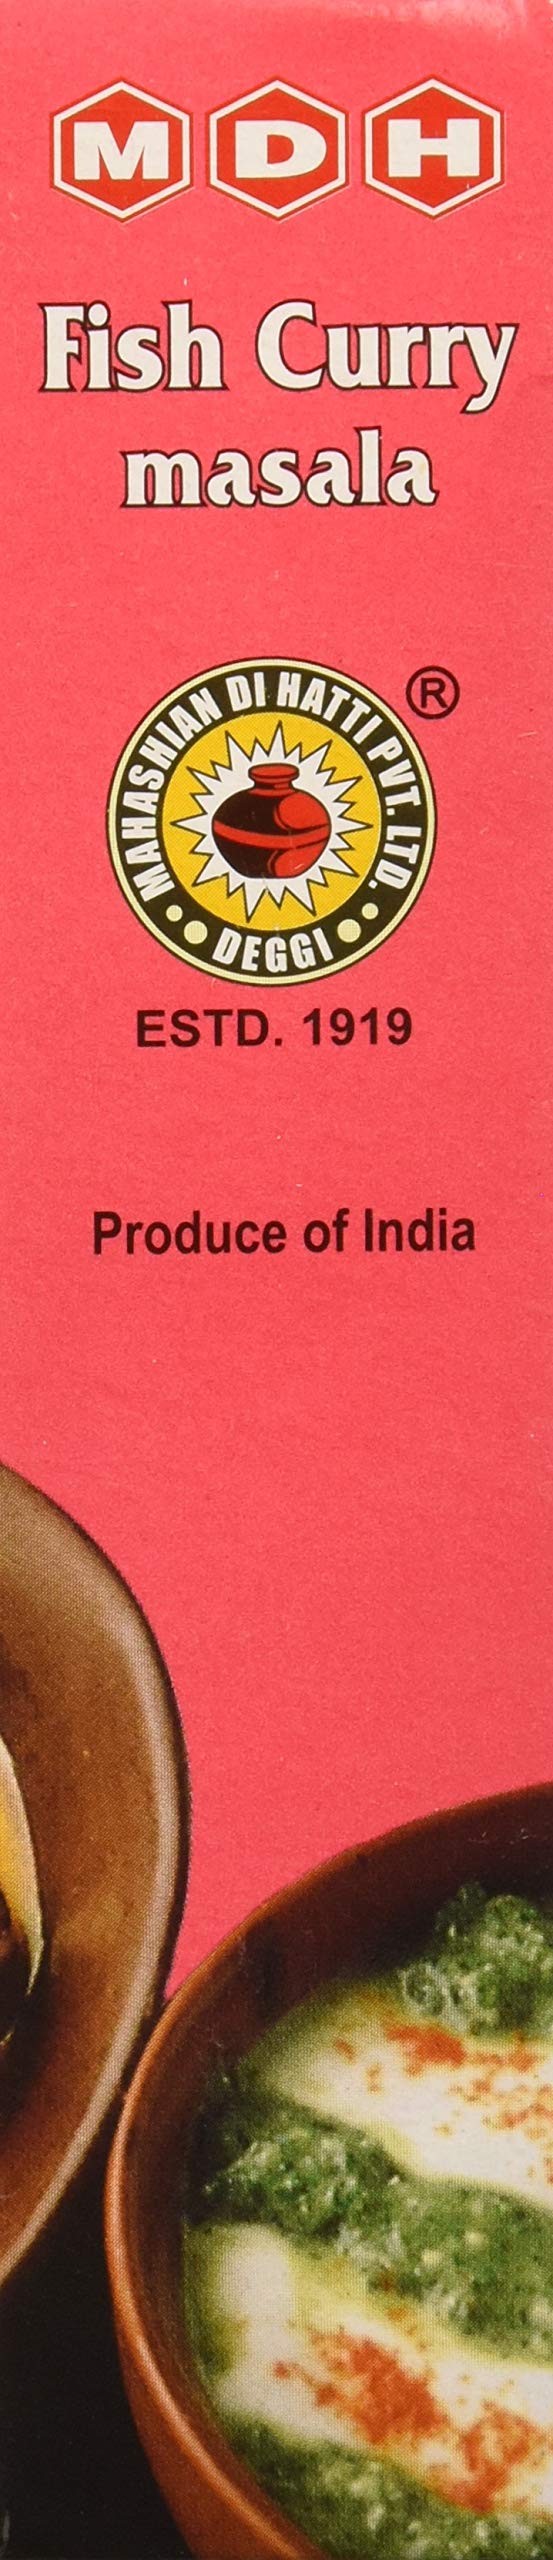 MDH
Fish Curry
masala
MAHASHIAN DI HATTI PVT. LTD.
®
DEGGI
ESTD. 1919
Produce of India